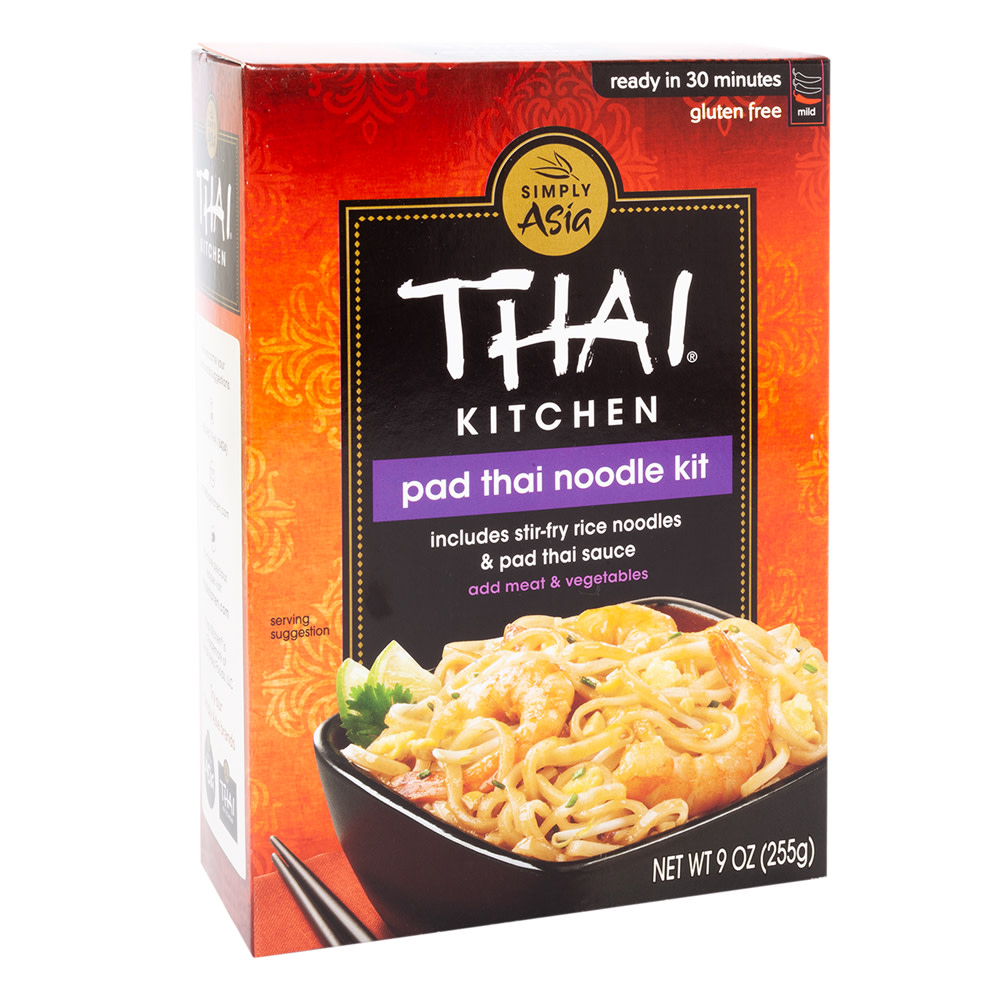 ready in 30 minutes
gluten free
mild
SIMPLY
Asia
THAI
KITCHEN
pad thai noodle kit
includes stir-fry rice noodles
& pad thai sauce
add meat & vegetables
serving
suggestion
NET WT 9 OZ (255g)
THAI
KITCHEN
THAI